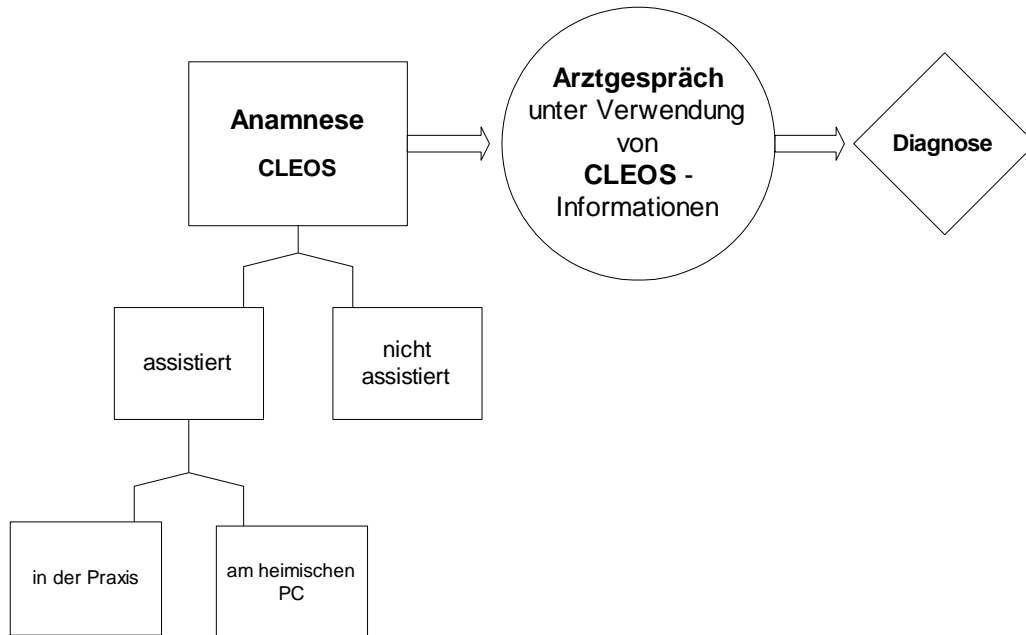 Anamnese
CLEOS
Arztgespräch
unter Verwendung
von
CLEOS -
Informationen
Diagnose
assistiert
nicht
assistiert
in der Praxis
am heimischen
PC